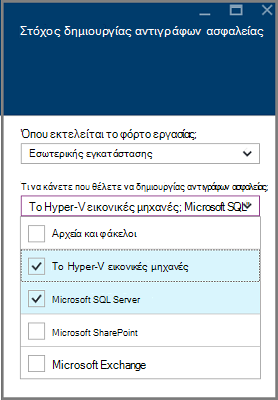 Στόχος δημιουργίας αντιγράφων ασφαλείας
Όπου εκτελείται το φόρτο εργασίας;
Εσωτερικής εγκατάστασης
Τι να κάνετε που θέλετε να δημιουργία αντιγράφων ασφαλείας;
Το Hyper-V εικονικές μηχανές; Microsoft SQL
Αρχεία και φάκελοι
Το Hyper-V εικονικές μηχανές
Microsoft SQL Server
Microsoft SharePoint
Microsoft Exchange